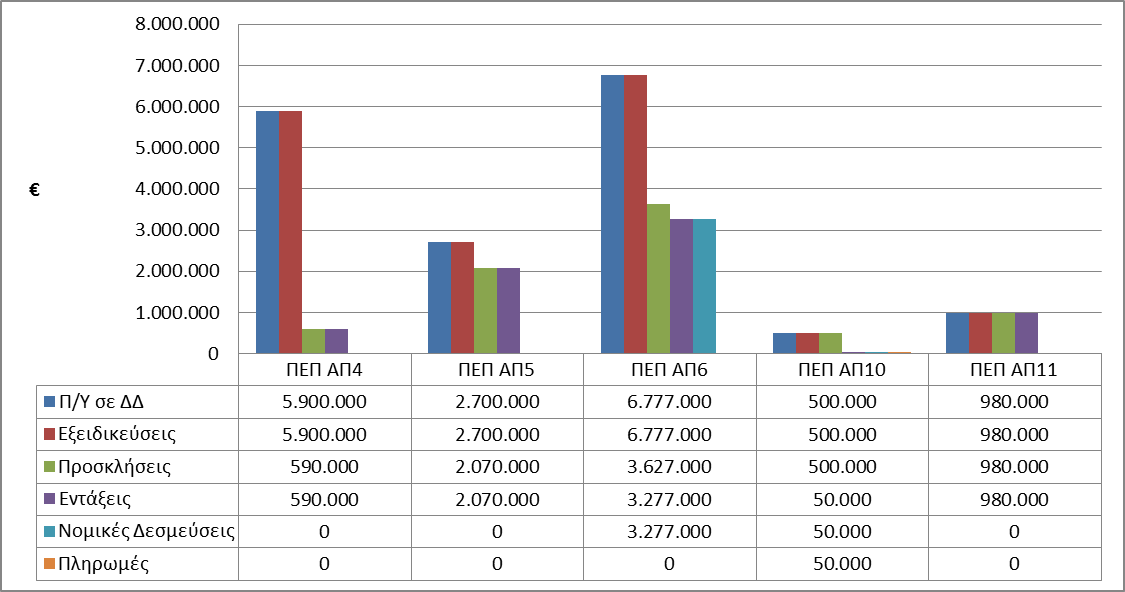 8.000.000
7.000.000
6.000.000
5.000.000
4.000.000
3.000.000
2.000.000
1.000.000
0
€
ΠΕΠ ΑΠ4 ΠΕΠ ΑΠ5 ΠΕΠ ΑΠ6 ΠΕΠ ΑΠ10 ΠΕΠ ΑΠ11
Π/Υ σε ΔΔ 5.900.000 2.700.000 6.777.000 500.000 980.000
Εξειδικεύσεις 5.900.000 2.700.000 6.777.000 500.000 980.000
Προσκλήσεις 590.000 2.070.000 3.627.000 500.000 980.000
Εντάξεις 590.000 2.070.000 3.277.000 50.000 980.000
Νομικές Δεσμεύσεις 0 0 3.277.000 50.000 0
Πληρωμές 0 0 0 50.000 0